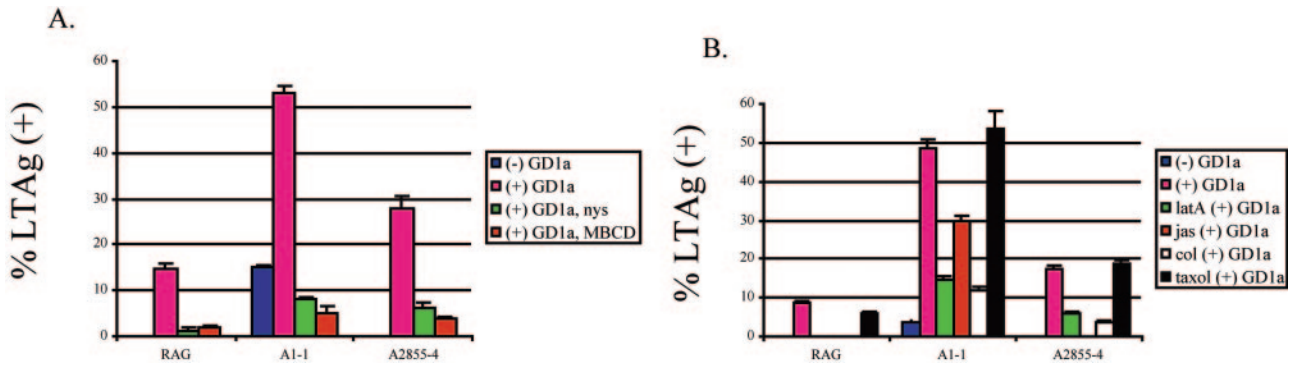 A.
% LTAg (+)
60
50
40
30
20
10
0
RAG
A1-1
A2855-4
(-) GD1a
(+) GD1a
(+) GD1a, nys
(+) GD1a, MBCD
B.
% LTAg (+)
60
50
40
30
20
10
0
RAG
A1-1
A2855-4
(-) GD1a
(+) GD1a
latA (+) GD1a
jas (+) GD1a
col (+) GD1a
taxol (+) GD1a